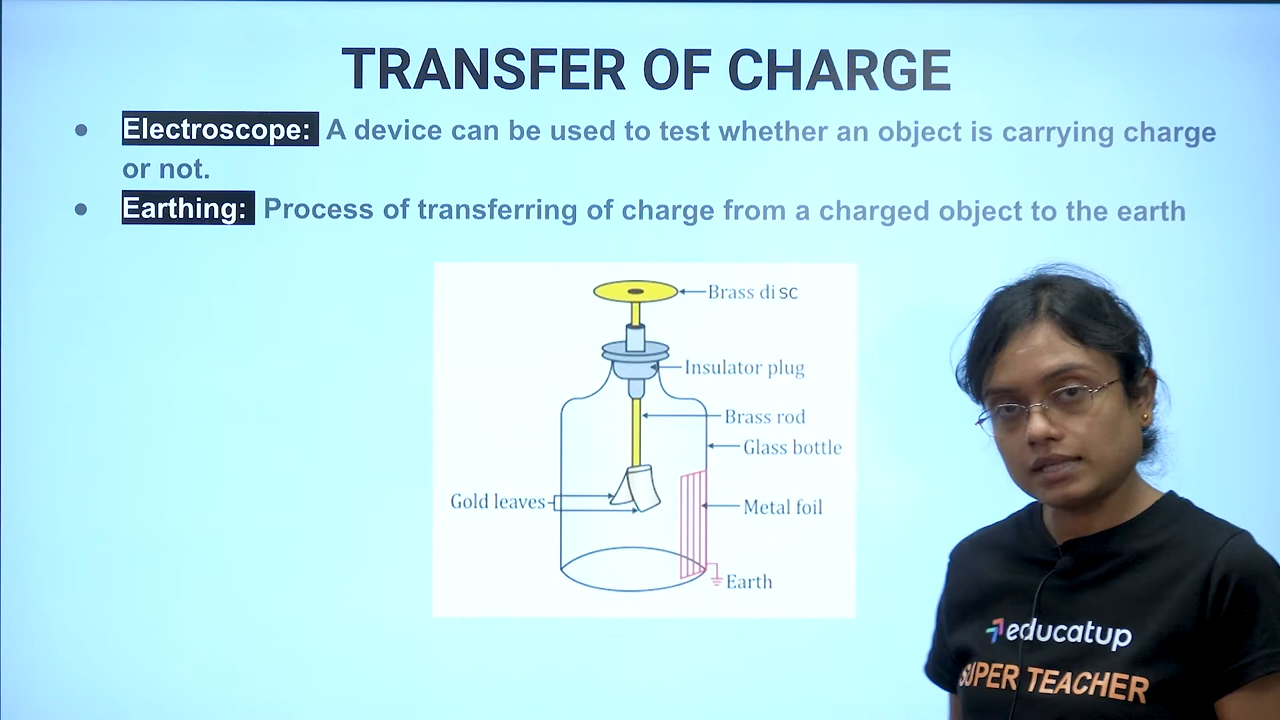 TRANSFER OF CHARGE
● Electroscope: A device can be used to test whether an object is carrying charge
or not.
● Earthing: Process of transferring of charge from a charged object to the earth
Brass disc
Insulator plug
Brass rod
Glass bottle
Gold leaves
Metal foil
Earth
educatup
SUPER TEACHER